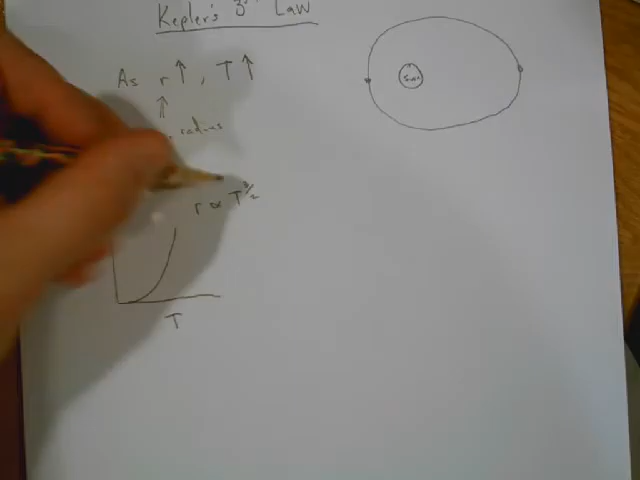 Kepler's 3rd Law
As r↑, T↑
↑
radius
Sun
r ∝ T^3/2
T